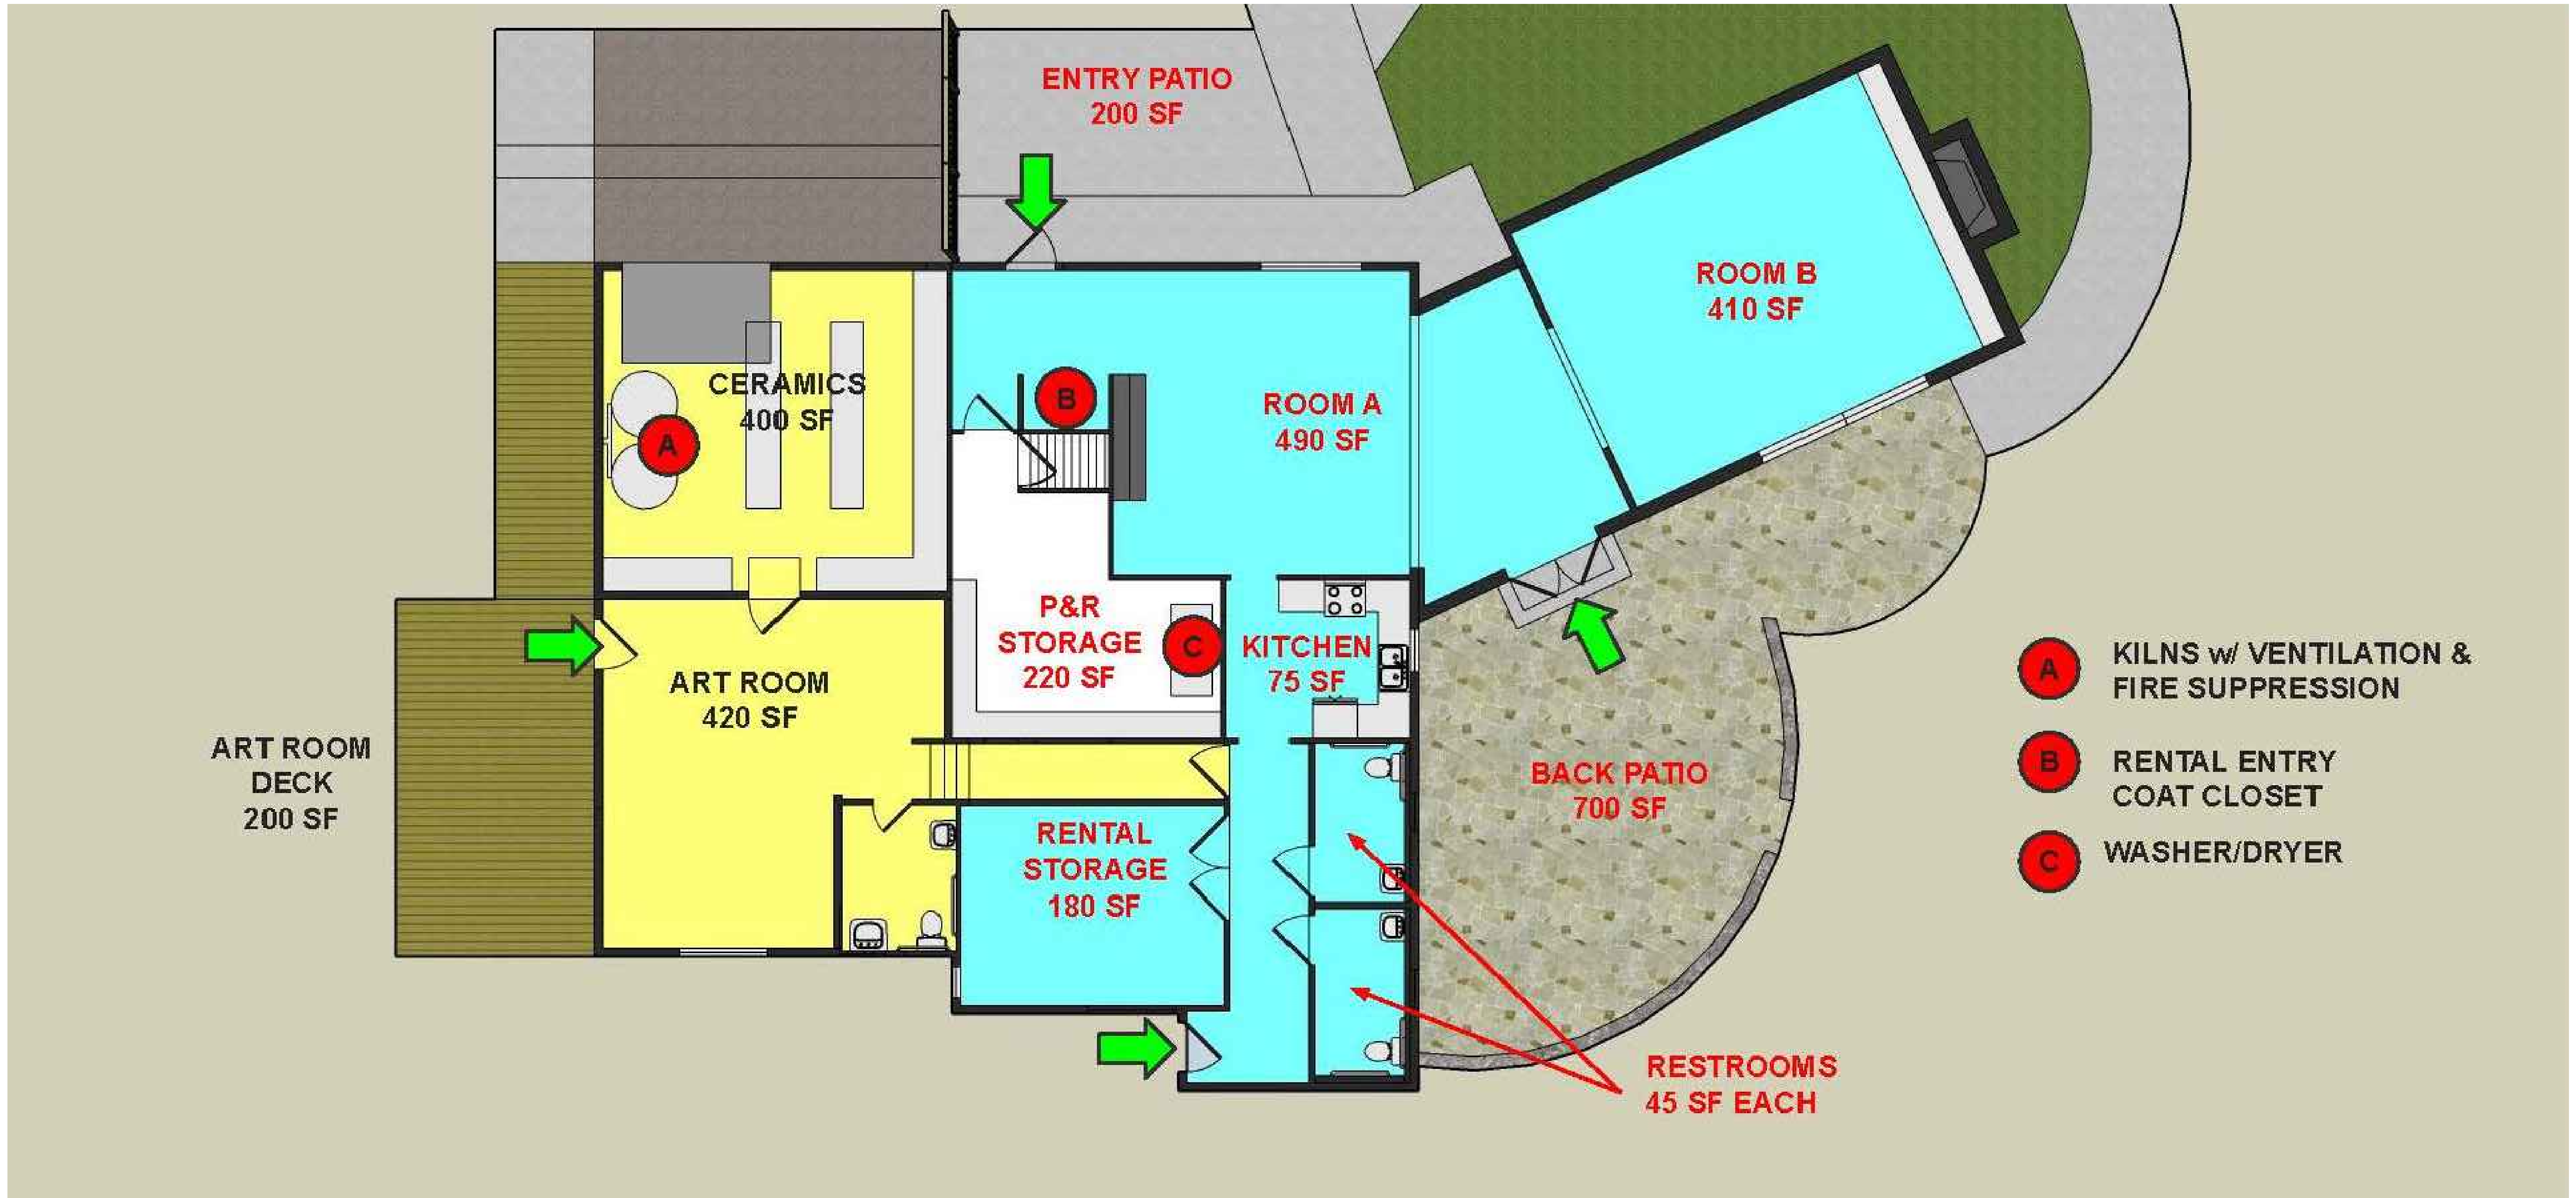 ENTRY PATIO
200 SF
ROOM B
410 SF
CERAMICS
400 SF
A
B
ROOM A
490 SF
P&R
STORAGE
220 SF
C
KITCHEN
75 SF
ART ROOM
420 SF
ART ROOM
DECK
200 SF
RENTAL
STORAGE
180 SF
BACK PATIO
700 SF
RESTROOMS
45 SF EACH
A
KILNS w/ VENTILATION &
FIRE SUPPRESSION
B
RENTAL ENTRY
COAT CLOSET
C
WASHER/DRYER